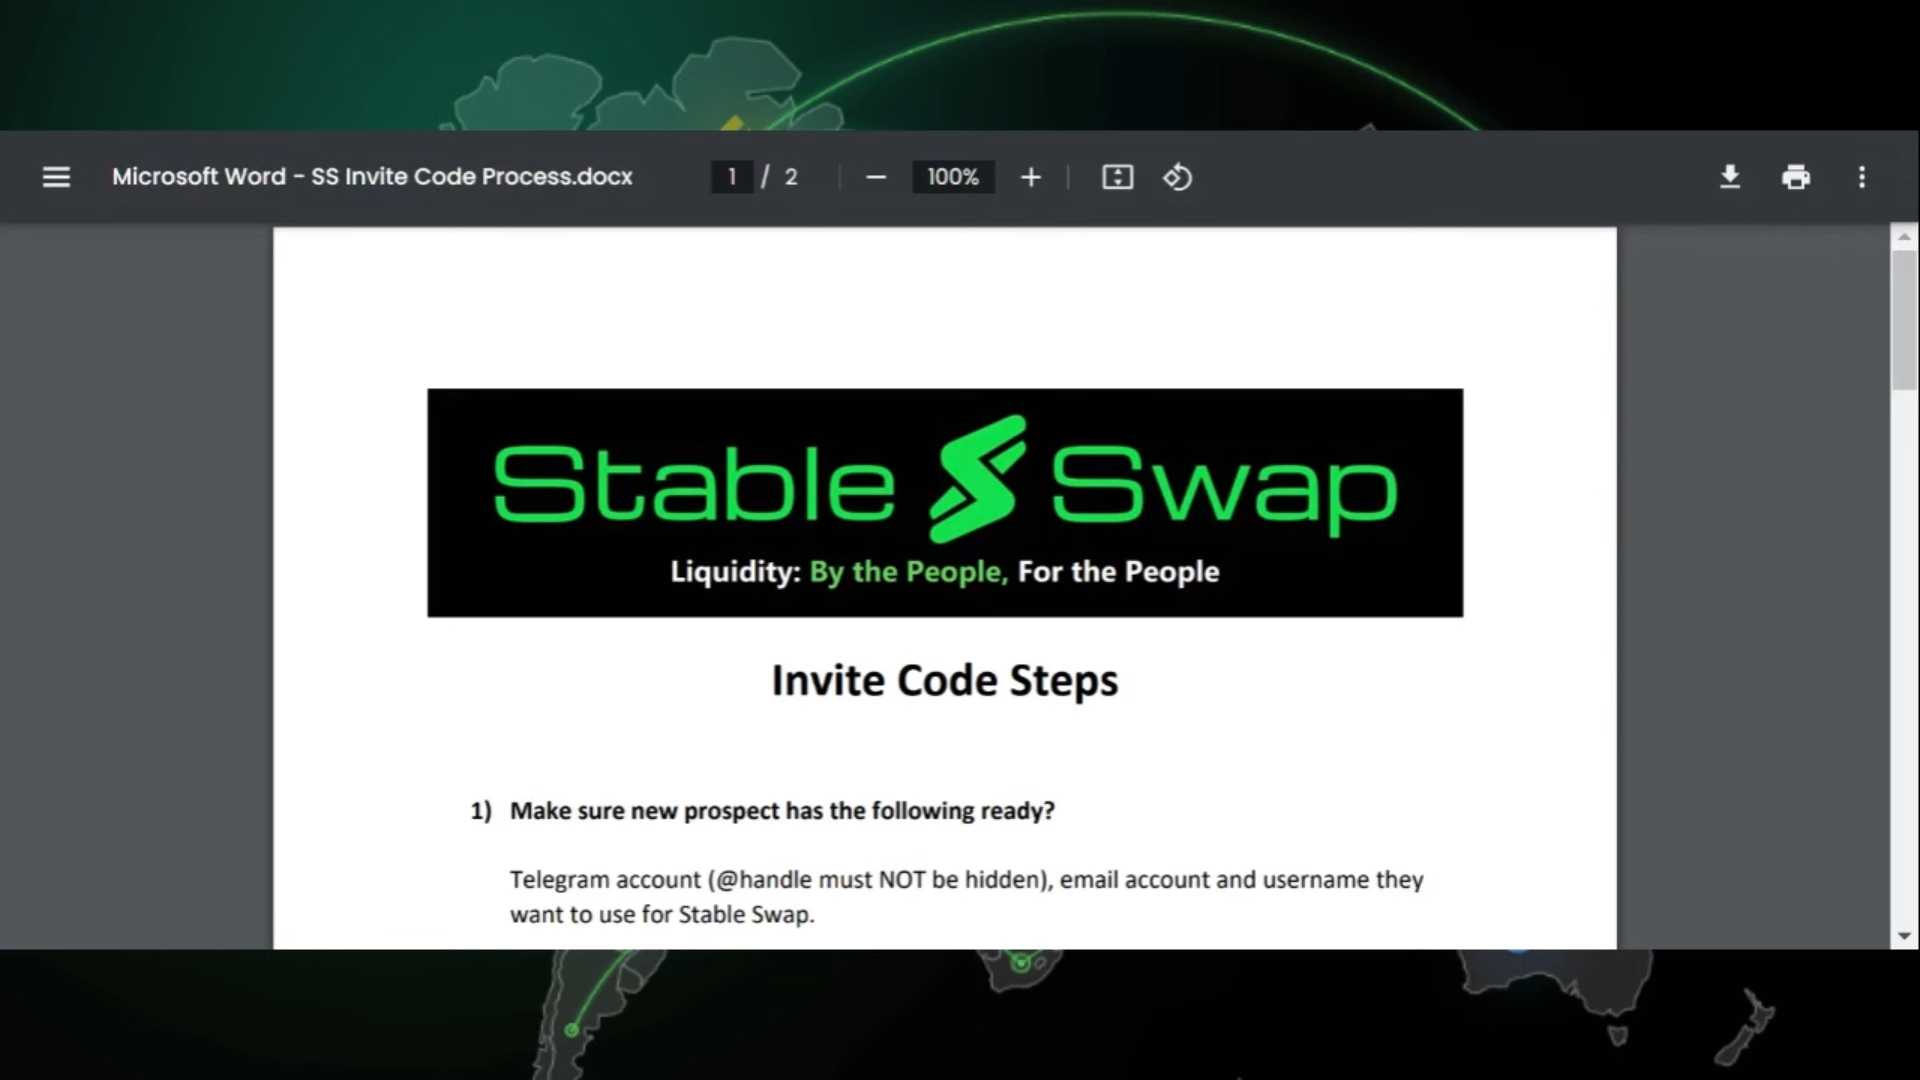 Microsoft Word - SS Invite Code Process.docx 1 / 2 100%
Stable Swap
Liquidity: By the People, For the People
Invite Code Steps
1) Make sure new prospect has the following ready?
Telegram account (@handle must NOT be hidden), email account and username they
want to use for Stable Swap.